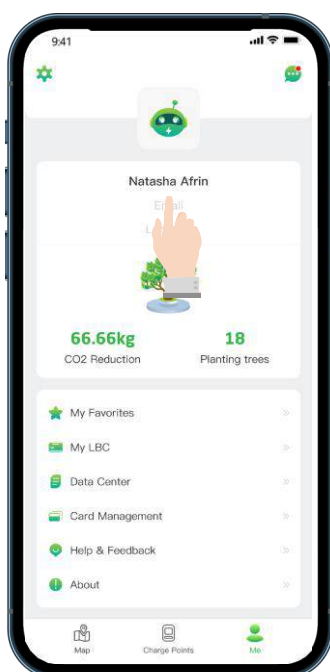 9:41
Natasha Afrin
Email
66.66kg
18
CO2 Reduction
Planting trees
My Favorites
My LBC
Data Center
Card Management
Help & Feedback
About
Map
Charge Points
Me